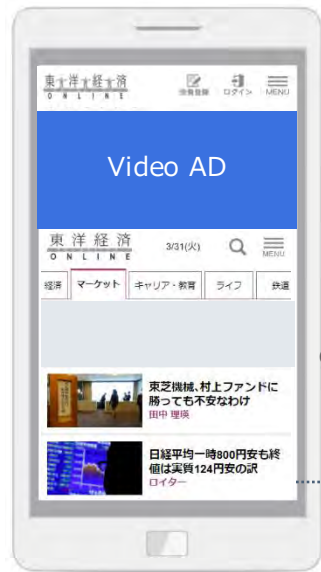 東洋経済
ONLINE
会員登録 ログイン MENU
Video AD
東洋経済
ONLINE
3/31(火)
MENU
経済 マーケット キャリア・教育 ライフ 鉄道
東芝機械、村上ファンドに
勝っても不安なわけ
田中 理瑛
日経平均一時800円安も終
値は実質124円安の訳
ロイター